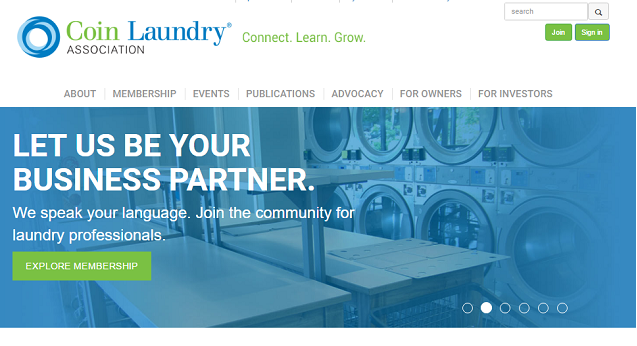 search
Coin Laundry®
ASSOCIATION
Connect. Learn. Grow.
Join
Sign in
ABOUT
MEMBERSHIP
EVENTS
PUBLICATIONS
ADVOCACY
FOR OWNERS
FOR INVESTORS
LET US BE YOUR
BUSINESS PARTNER.
We speak your language. Join the community for
laundry professionals.
EXPLORE MEMBERSHIP